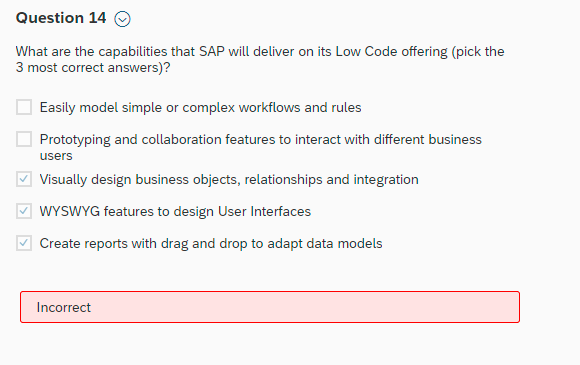 Question 14
What are the capabilities that SAP will deliver on its Low Code offering (pick the
3 most correct answers)?
Easily model simple or complex workflows and rules
Prototyping and collaboration features to interact with different business
users
Visually design business objects, relationships and integration
WYSWYG features to design User Interfaces
Create reports with drag and drop to adapt data models
Incorrect